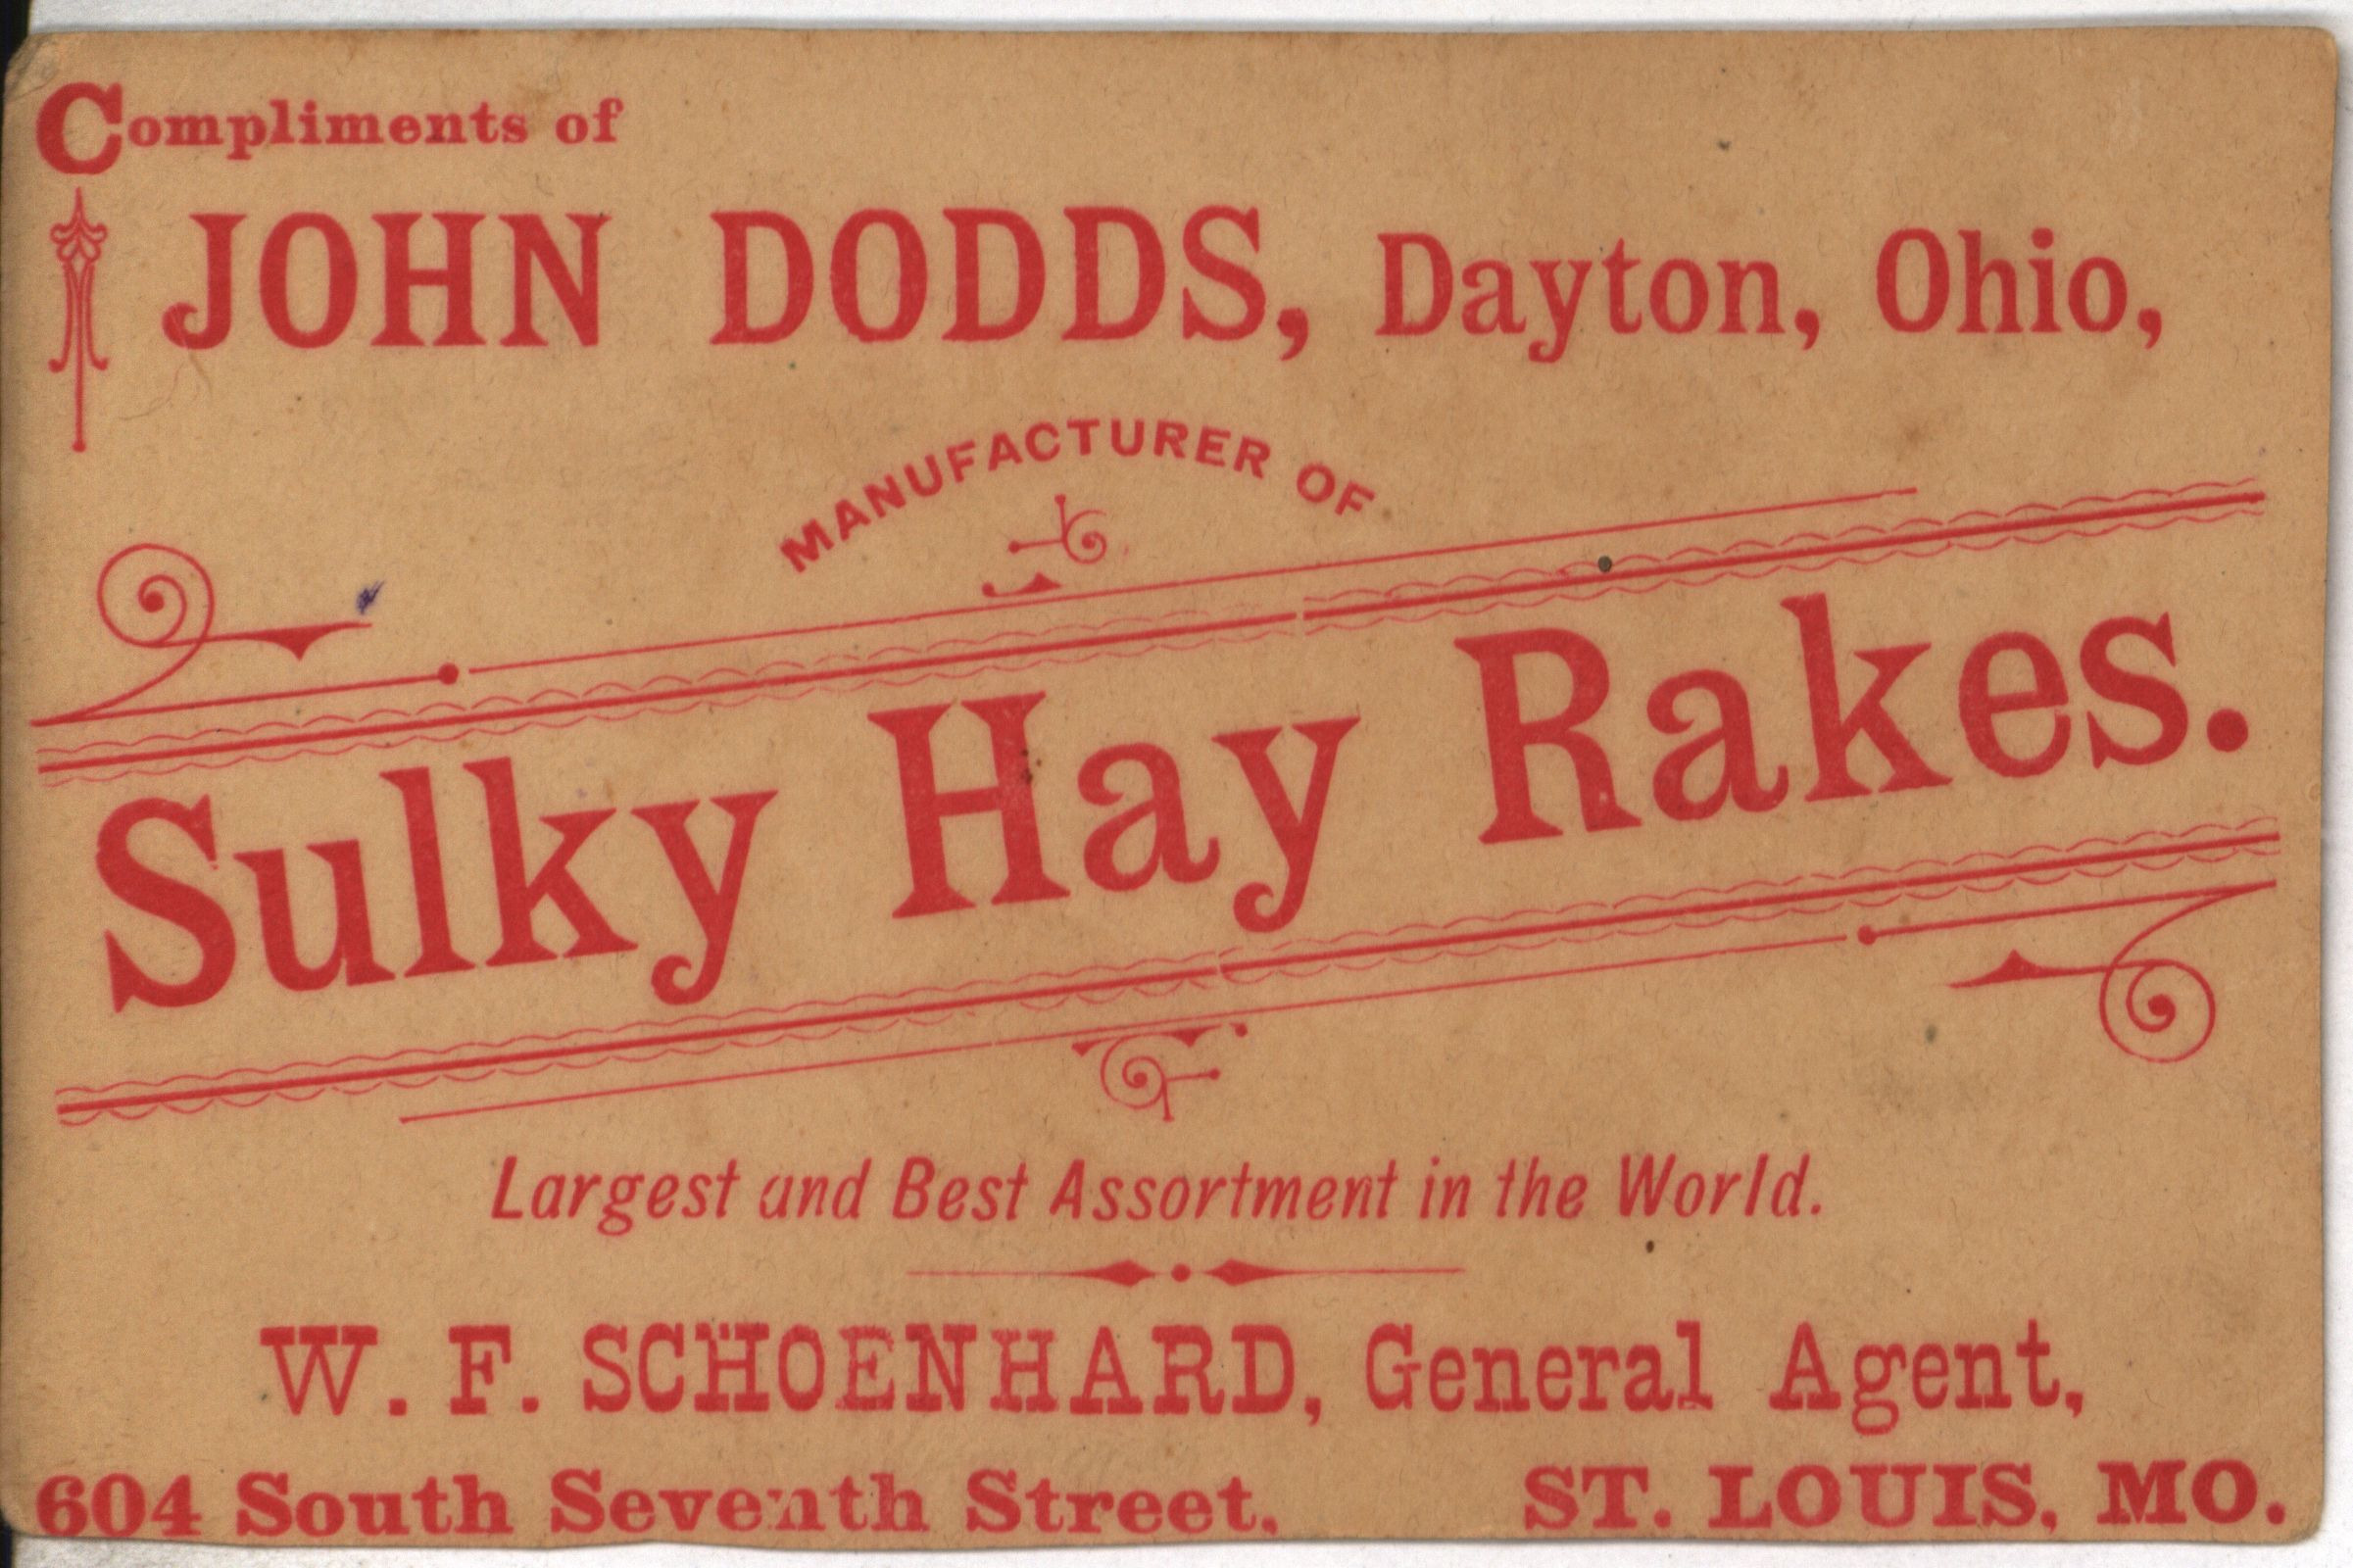 Compliments of
JOHN DODDS, Dayton, Ohio,
MANUFACTURER OF
Sulky Hay Rakes.
Largest and Best Assortment in the World.
W. F. SCHOENHARD, General Agent,
604 South Seventh Street, ST. LOUIS, MO.